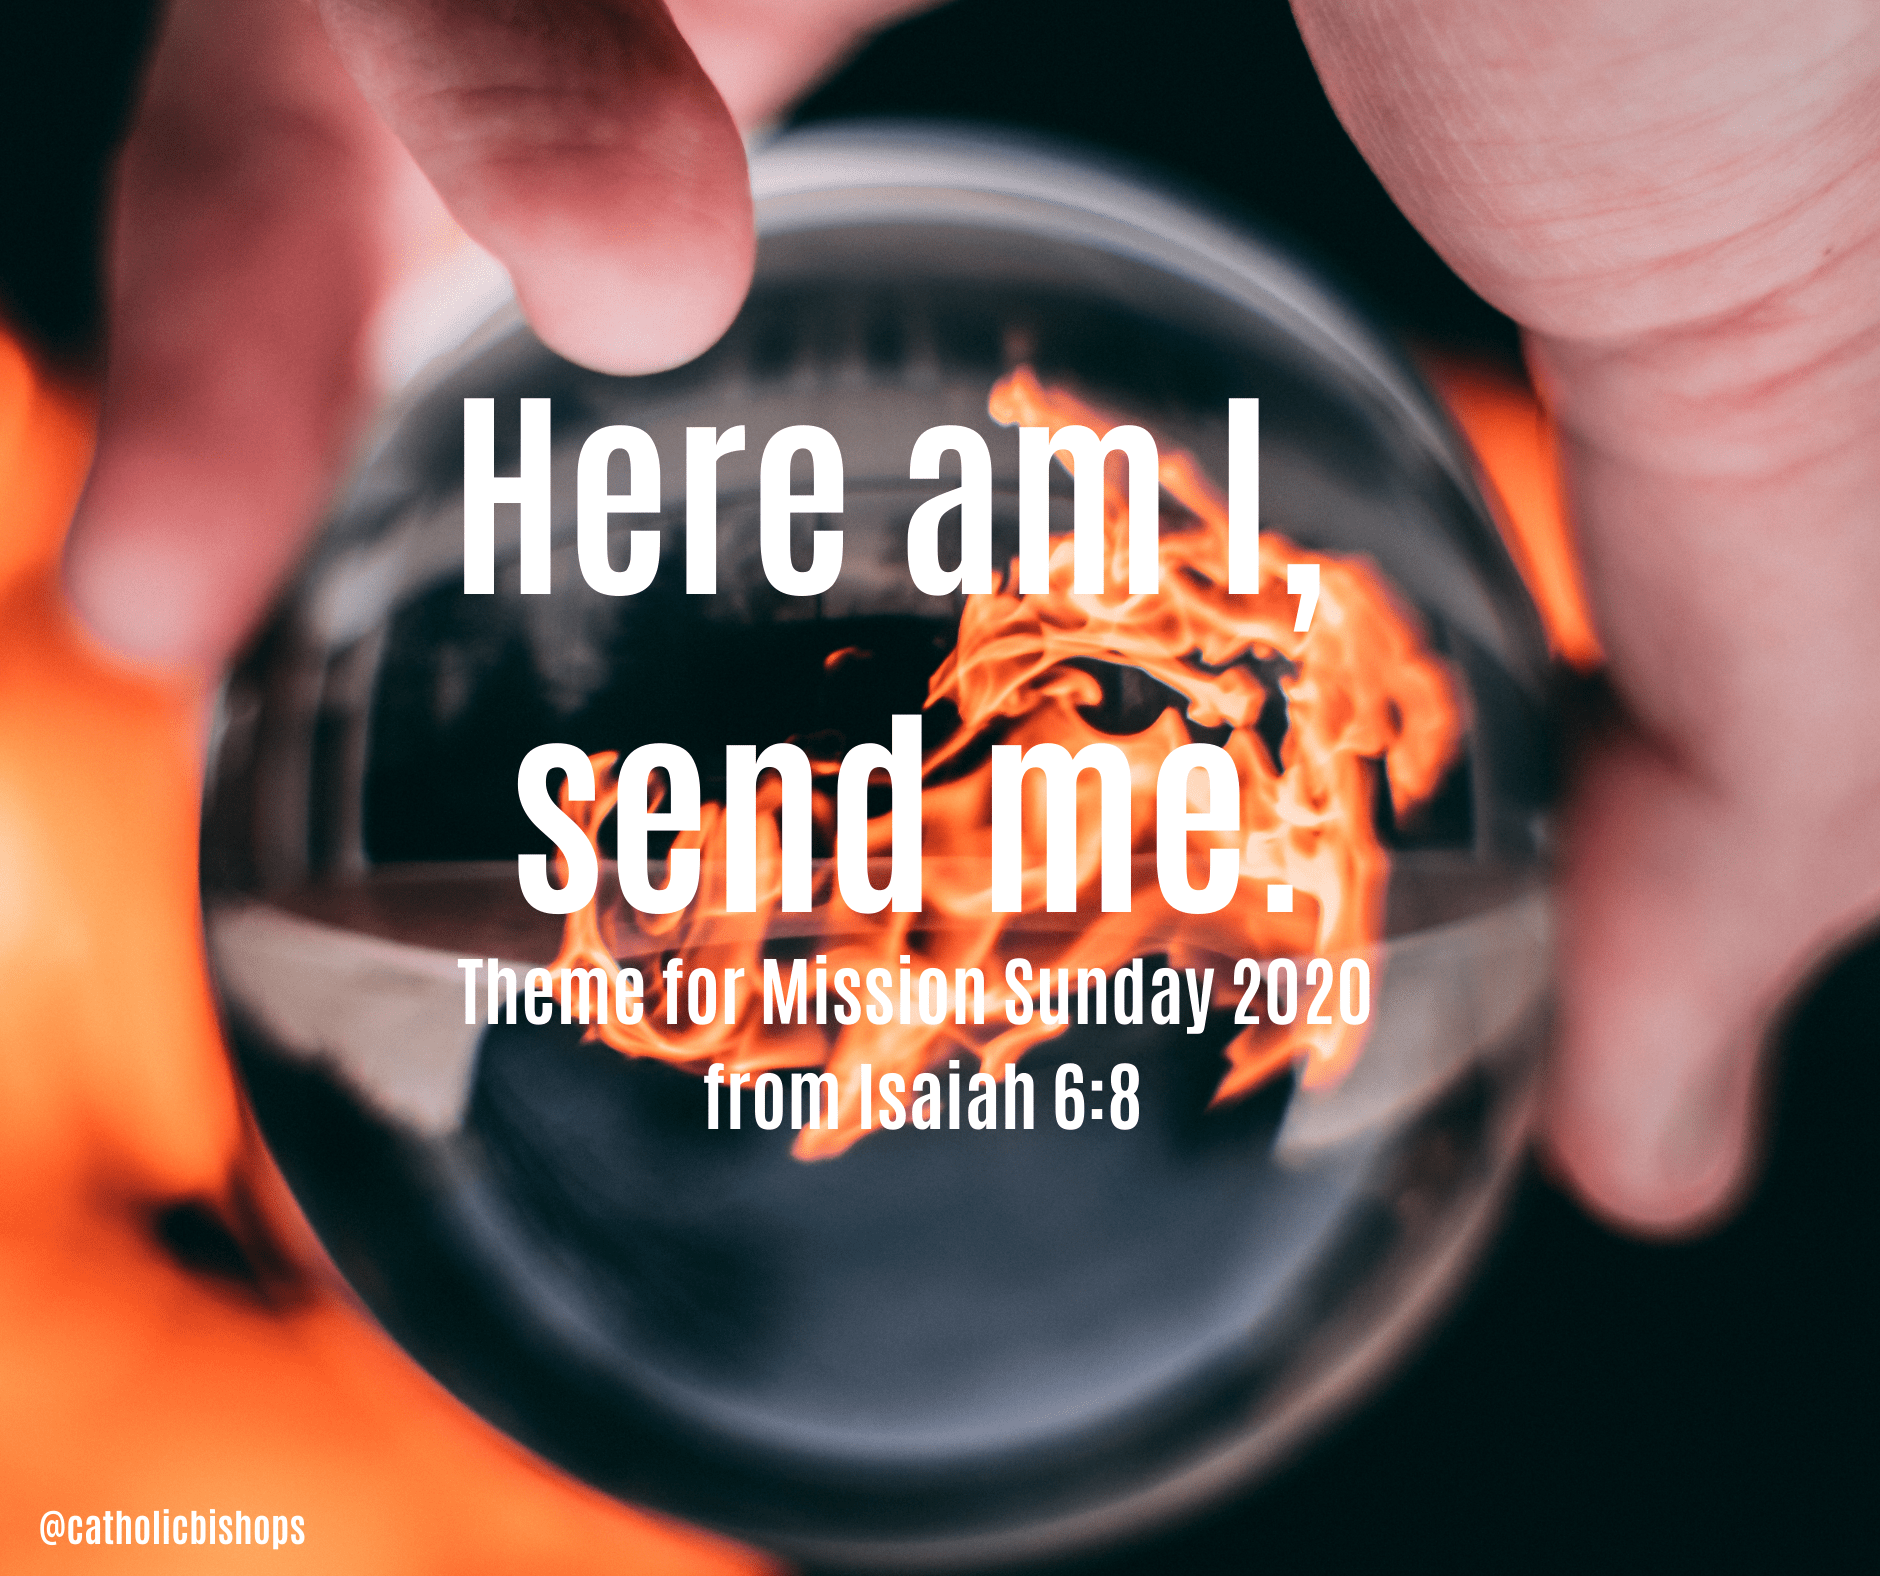 Here am I,
send me.
Theme for Mission Sunday 2020
from Isaiah 6:8
@catholicbishops